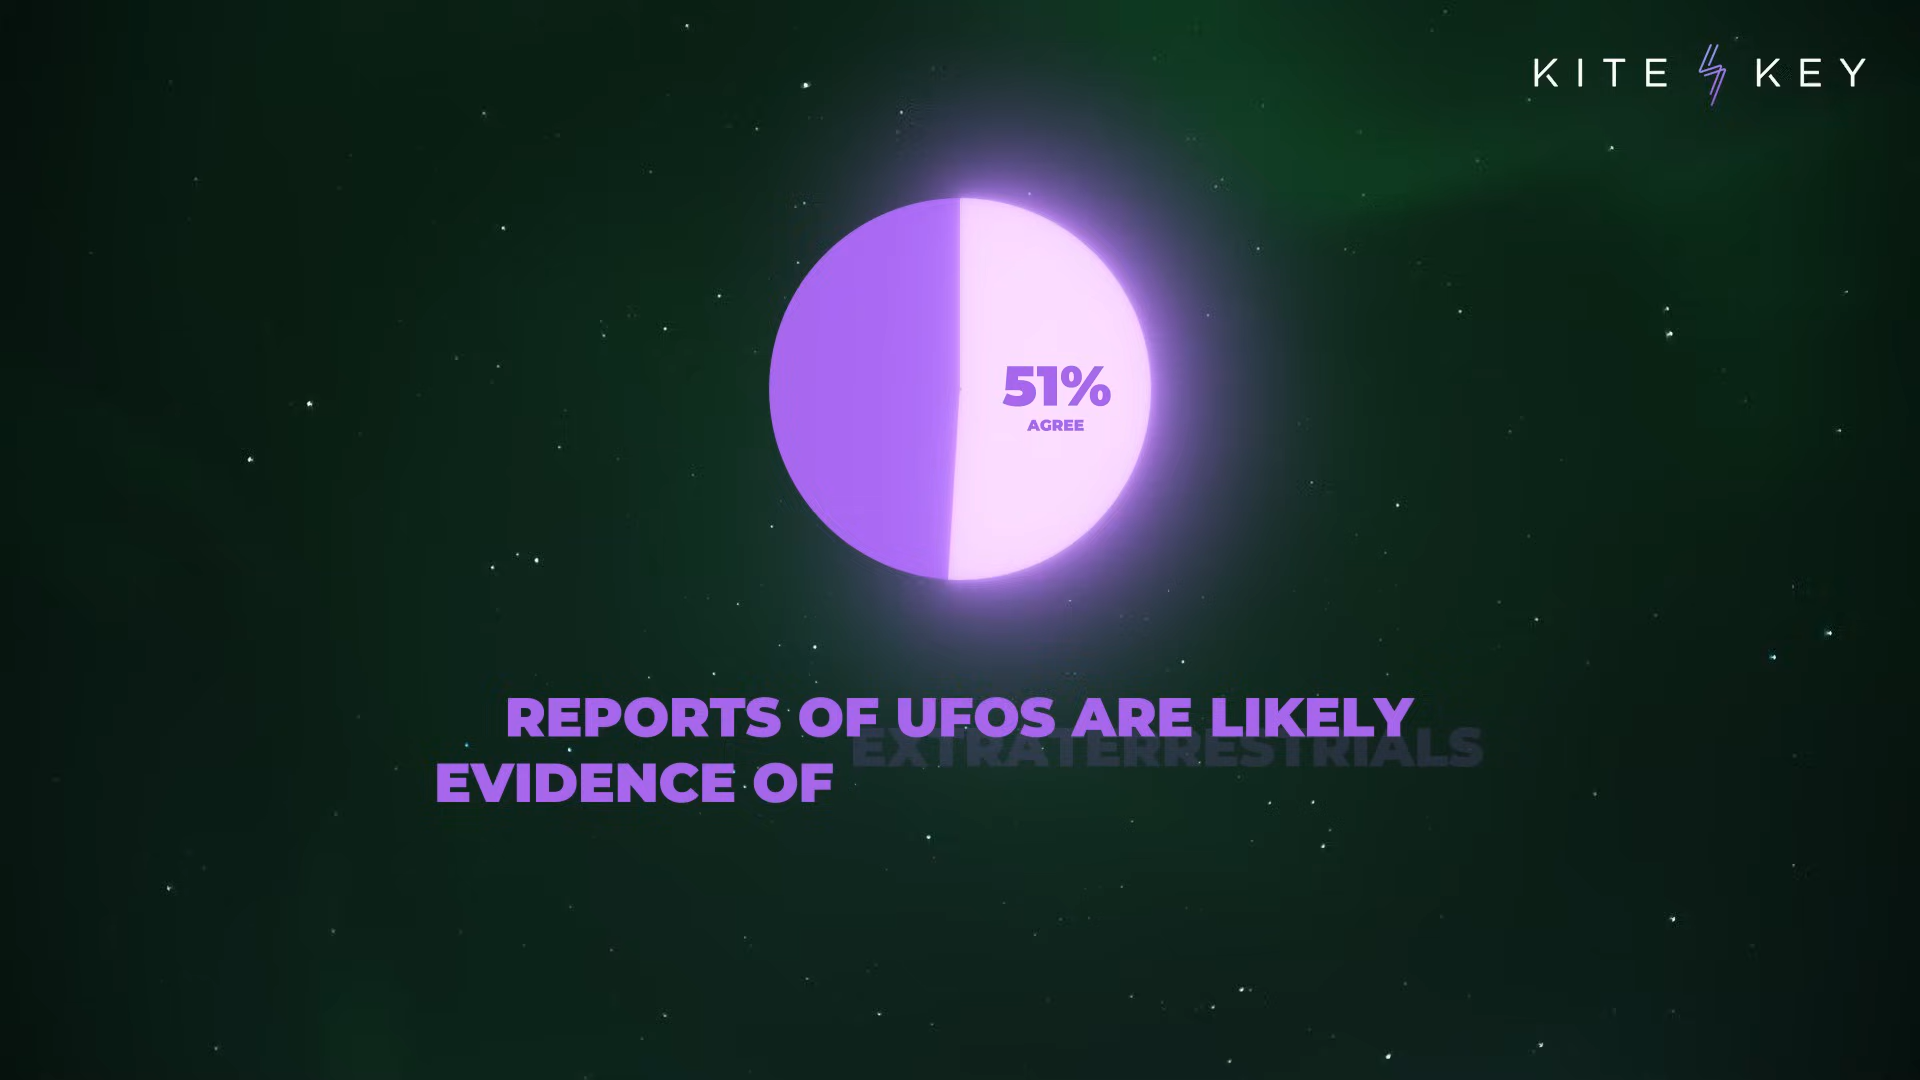 KITE KEY
51%
AGREE
REPORTS OF UFOS ARE LIKELY
EVIDENCE OF EXTRATERRESTRIALS